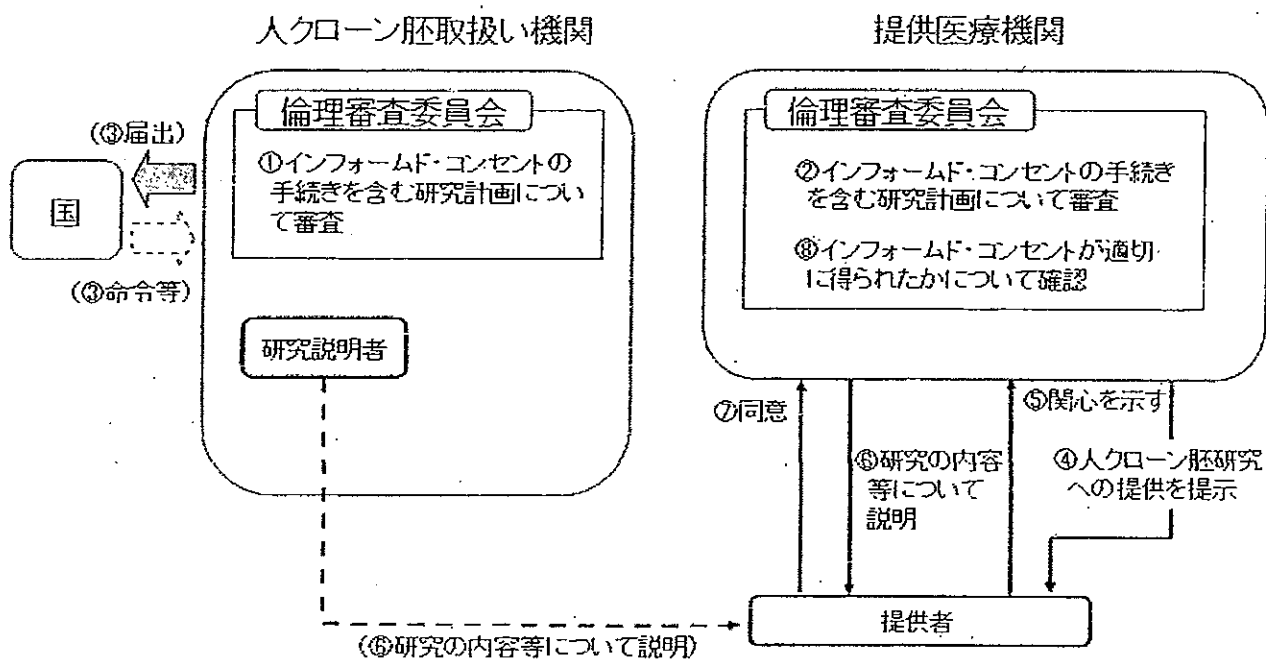 人クローン胚取扱い機関
倫理審査委員会
①インフォームド・コンセントの
手続きを含む研究計画につい
て審査
(③届出)
国
(③命令等)
研究説明者
提供医療機関
倫理審査委員会
②インフォームド・コンセントの手続き
を含む研究計画について審査
⑧インフォームド・コンセントが適切
に得られたかについて確認
⑦同意
⑥研究の内容
等について
説明
⑤関心を示す
④人クローン胚研究
への提供を提示
提供者
(⑥研究の内容等について説明)